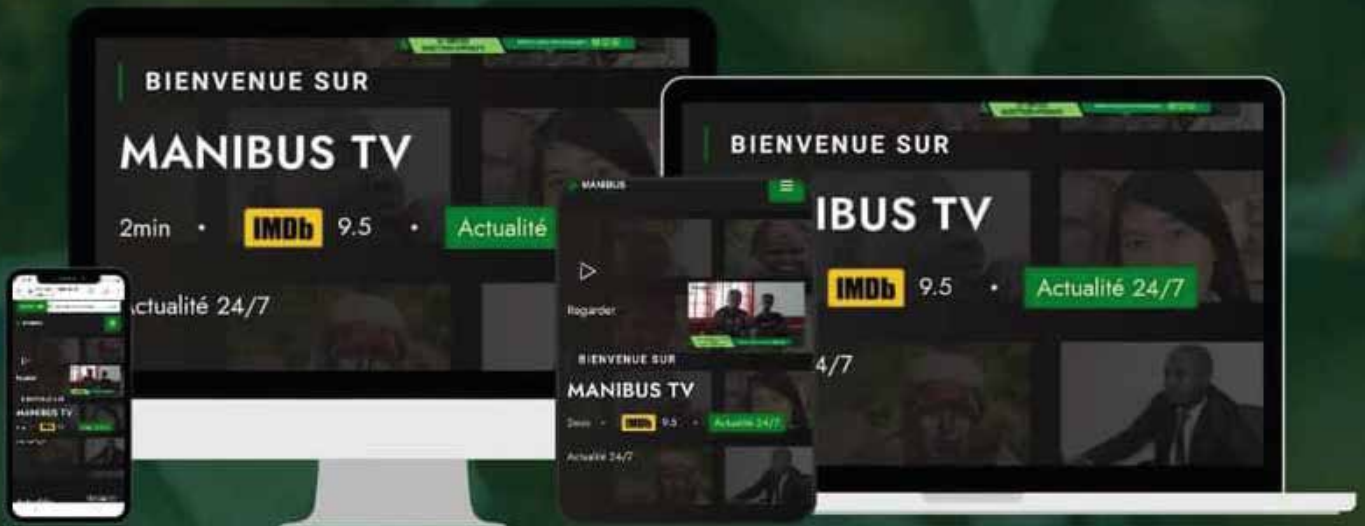 BIENVENUE SUR
MANIBUS TV
2min • IMDb 9.5 • Actualité
Actualité 24/7
BIENVENUE SUR
IBUS TV
IMDb 9.5 • Actualité 24/7
4/7
MANIBUS
Regarder
BIENVENUE SUR
MANIBUS TV
2min • IMDb 9.5 • Actualité 24/7
Actualité 24/7
MANIBUS TV